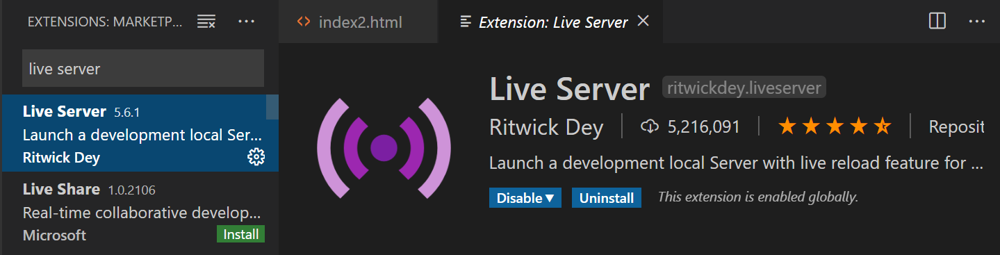 EXTENSIONS: MARKETP...
live server
Live Server 5.6.1
Launch a development local Ser...
Ritwick Dey
Live Share 1.0.2106
Real-time collaborative develop...
Microsoft Install
index2.html Extension: Live Server
Live Server ritwickdey.liveserver
Ritwick Dey 5,216,091 Reposit
Launch a development local Server with live reload feature for ...
Disable Uninstall This extension is enabled globally.